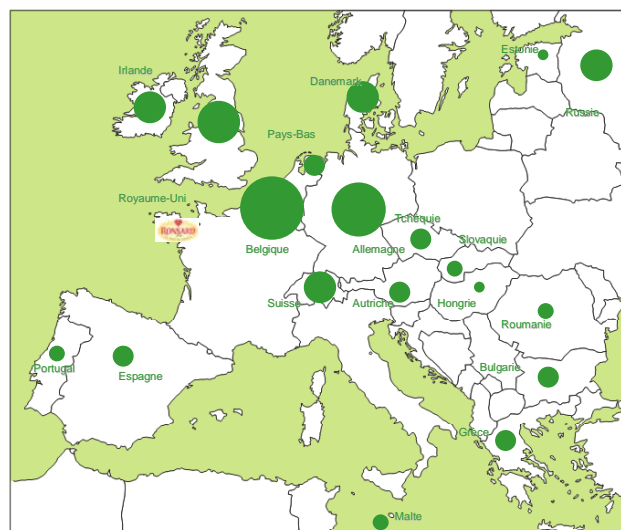 Estonie
Irlande
Danemark
Russie
Pays-Bas
Royaume-Uni
Tchéquie
RONSARD
Slovaquie
Belgique
Allemagne
Suisse
Autriche
Hongrie
Roumanie
Portugal
Espagne
Bulgarie
Grèce
Malte